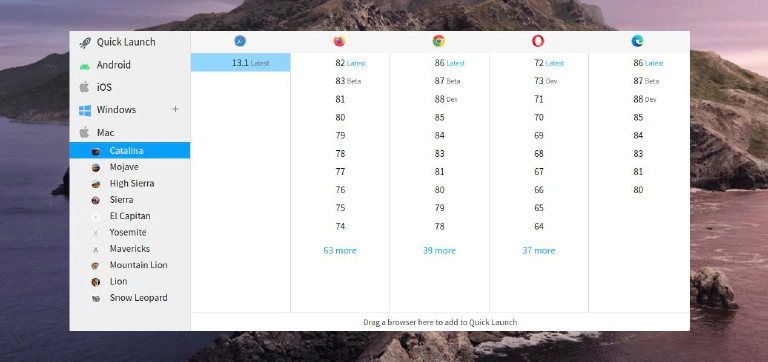 Quick Launch
Android
iOS
Windows +
Mac
Catalina
Mojave
High Sierra
Sierra
El Capitan
Yosemite
Mavericks
Mountain Lion
Lion
Snow Leopard
13.1 Latest
82 Latest
83 Beta
81
80
79
78
77
76
75
74
63 more
86 Latest
87 Beta
88 Dev
85
84
83
81
80
79
78
39 more
72 Latest
73 Dev
71
70
69
68
67
66
65
64
37 more
86 Latest
87 Beta
88 Dev
85
84
83
81
80
Drag a browser here to add to Quick Launch